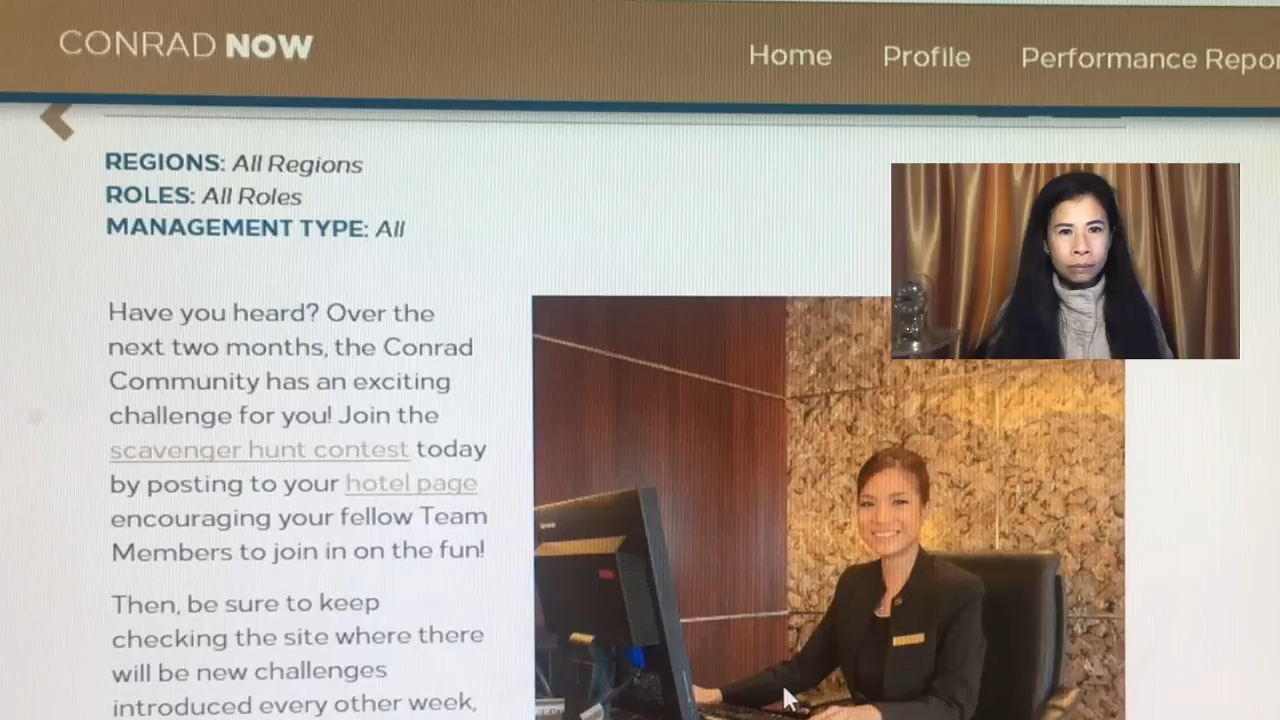 CONRAD NOW
Home Profile Performance Repor
REGIONS: All Regions
ROLES: All Roles
MANAGEMENT TYPE: All
Have you heard? Over the
next two months, the Conrad
Community has an exciting
challenge for you! Join the
scavenger hunt contest today
by posting to your hotel page
encouraging your fellow Team
Members to join in on the fun!
Then, be sure to keep
checking the site where there
will be new challenges
introduced every other week,